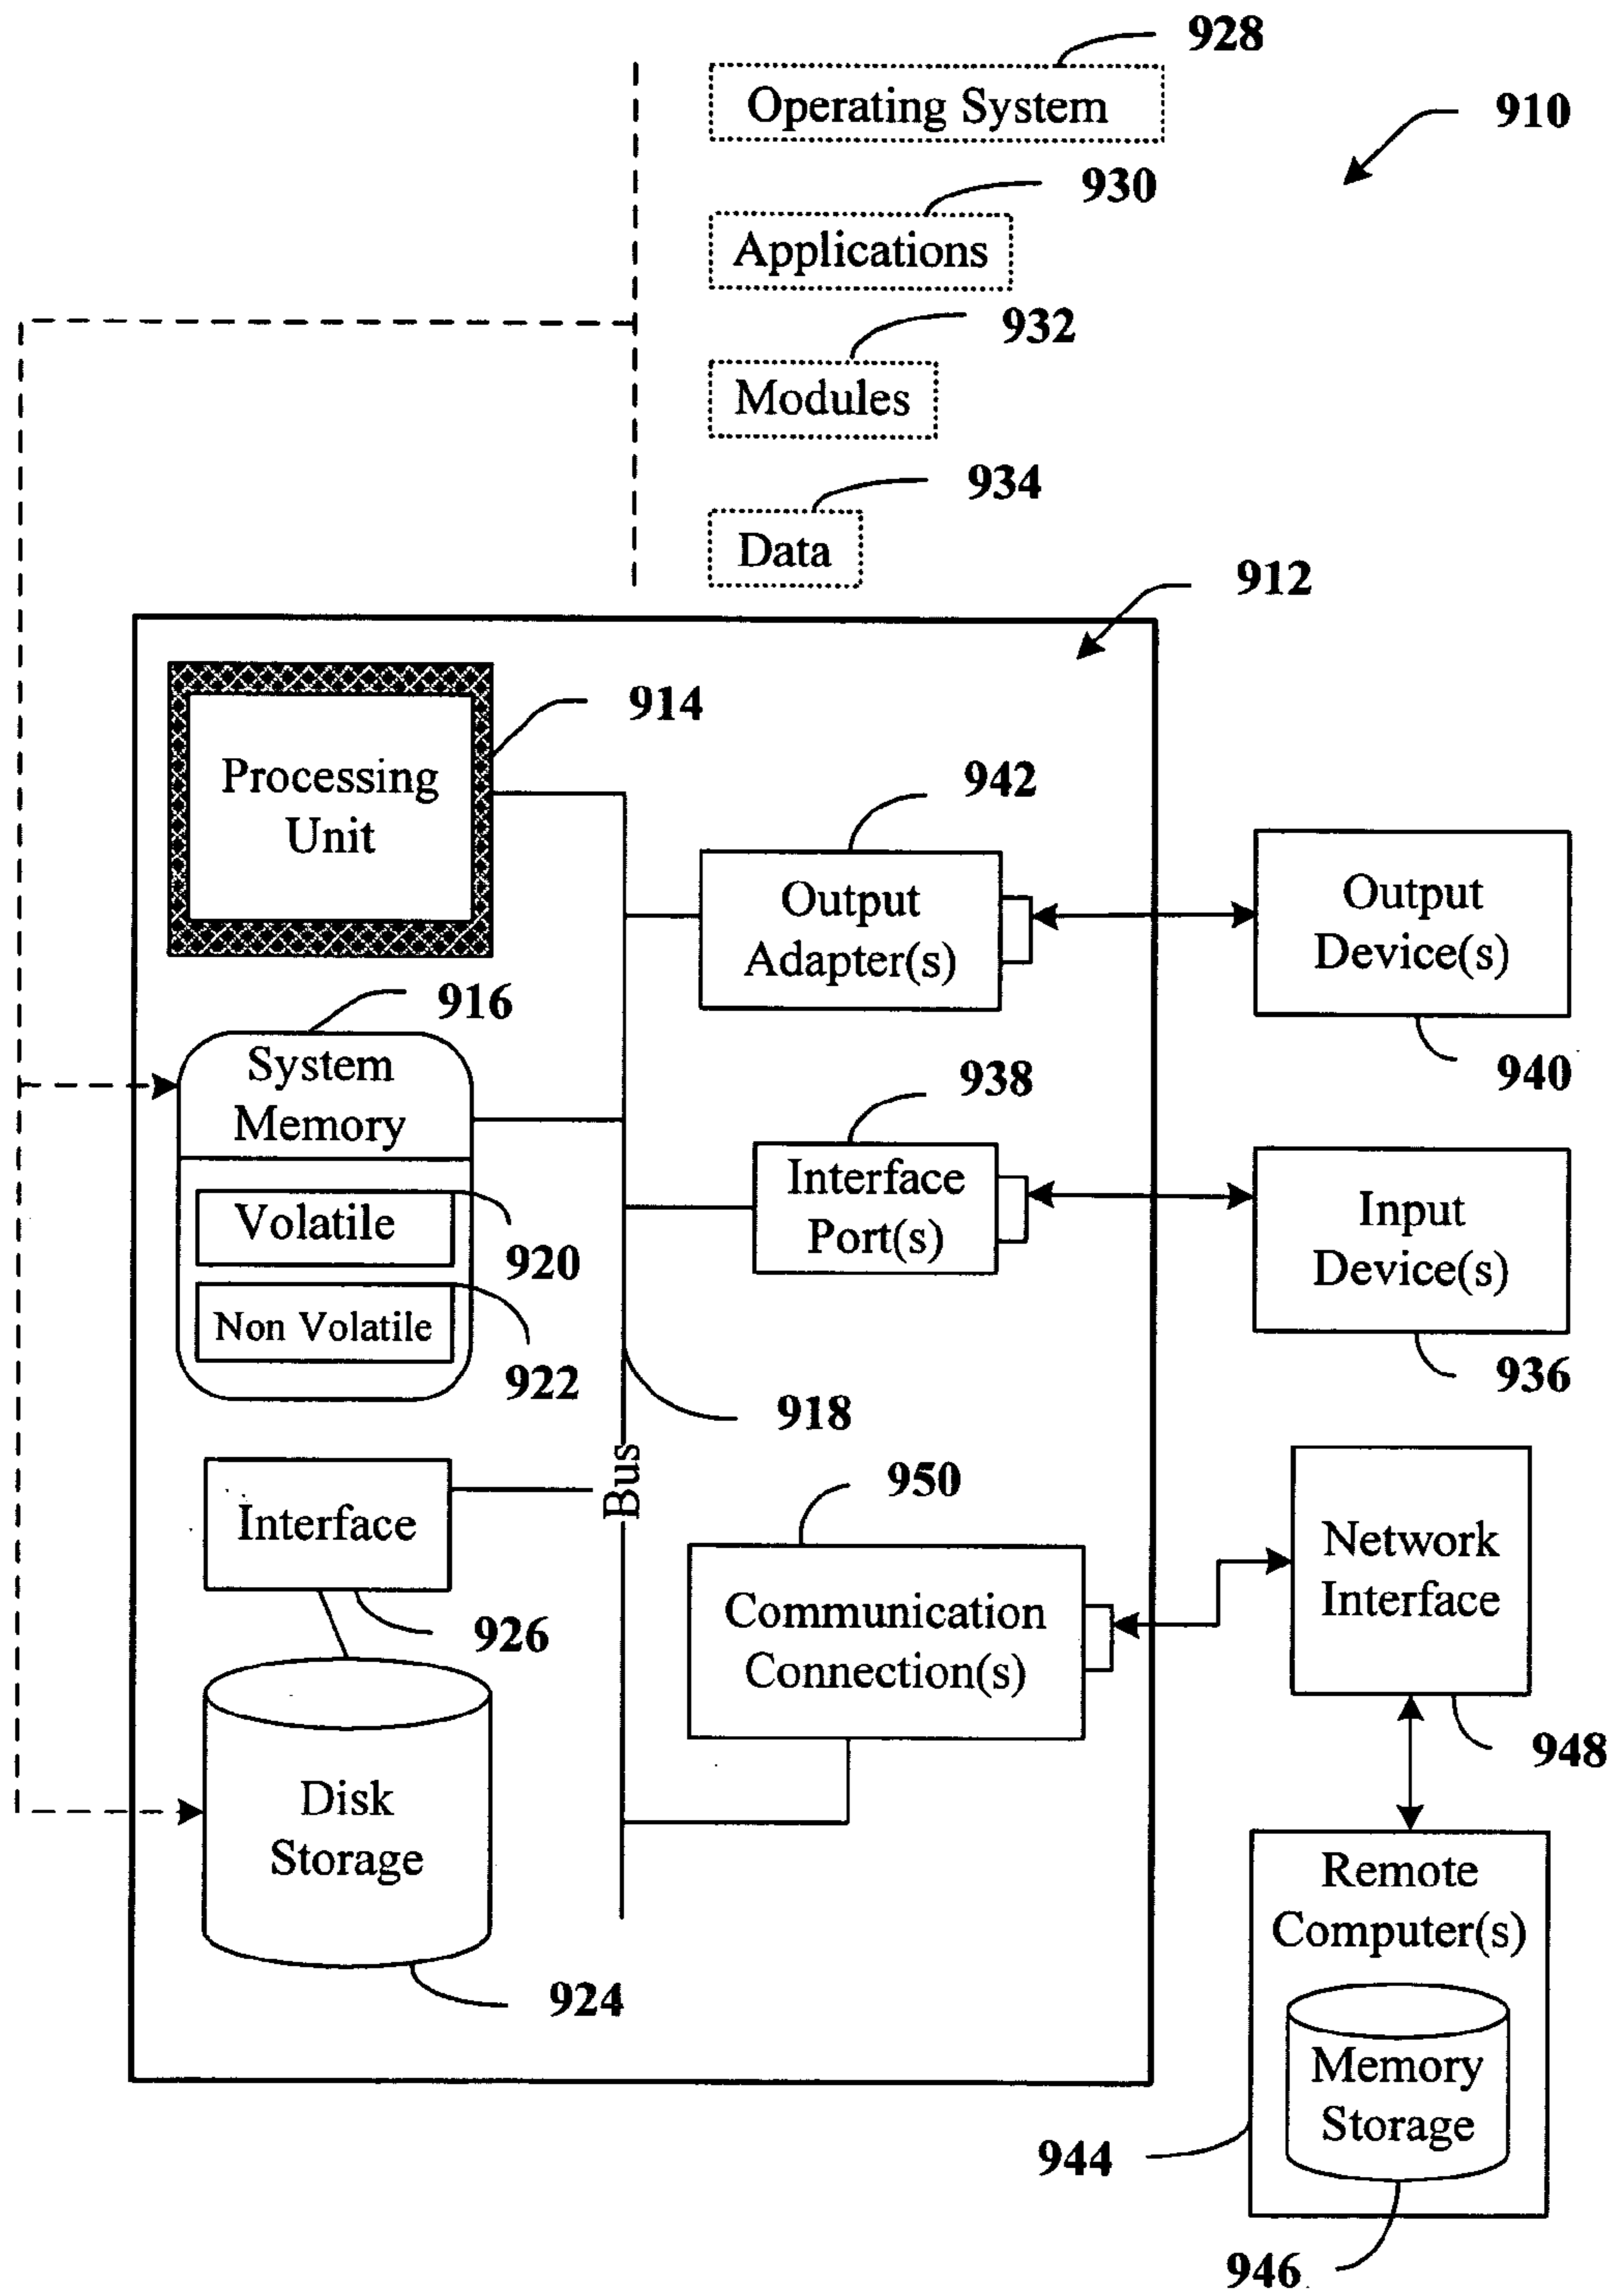 928
Operating System
910
930
Applications
932
Modules
934
Data
912
914
Processing
Unit
942
Output
Adapter(s)
Output
Device(s)
940
916
System
Memory
938
Interface
Port(s)
Input
Device(s)
936
Volatile
920
Non Volatile
922
918
Bus
Interface
926
950
Communication
Connection(s)
Network
Interface
948
Disk
Storage
924
Remote
Computer(s)
Memory
Storage
944
946